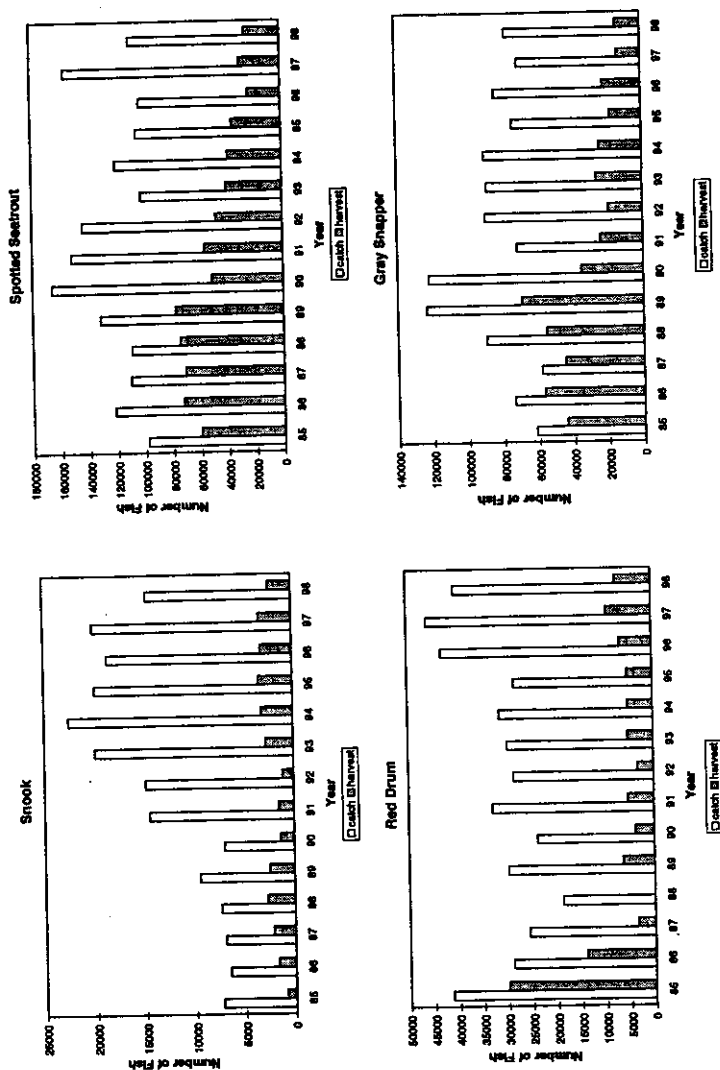 Snook
25000
20000
15000
10000
5000
0
Number of Fish
85 86 87 88 89 90 91 92 93 94 95 96 97 98
Year
catch harvest
Spotted Seatrout
180000
160000
140000
120000
100000
80000
60000
40000
20000
0
Number of Fish
85 86 87 88 89 90 91 92 93 94 95 96 97 98
Year
catch harvest
Red Drum
50000
45000
40000
35000
30000
25000
20000
15000
10000
5000
0
Number of Fish
85 86 87 88 89 90 91 92 93 94 95 96 97 98
Year
catch harvest
Gray Snapper
140000
120000
100000
80000
60000
40000
20000
0
Number of Fish
85 86 87 88 89 90 91 92 93 94 95 96 97 98
Year
catch harvest